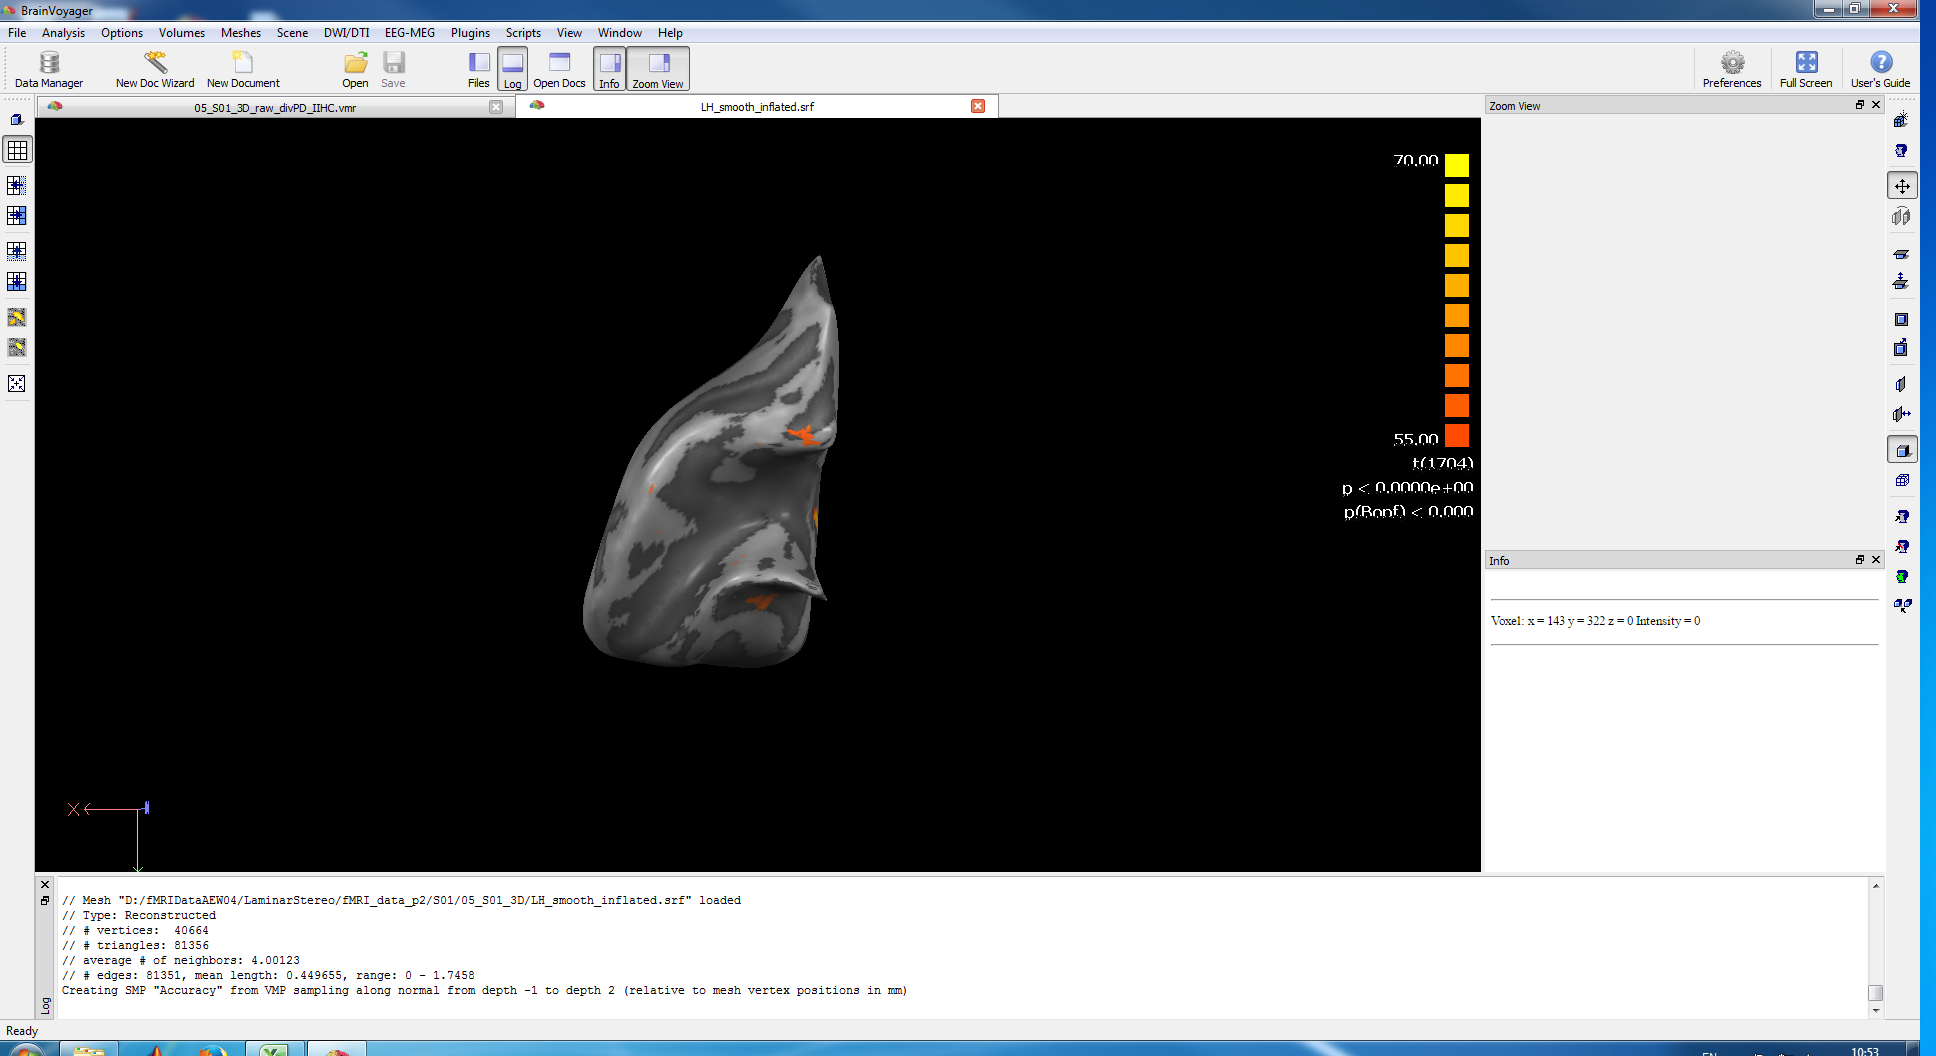 BrainVoyager
File Analysis Options Volumes Meshes Scene DWI/DTI EEG-MEG Plugins Scripts View Window Help
Data Manager New Doc Wizard New Document Open Save Files Log Open Docs Info Zoom View Preferences Full Screen User's Guide
05_S01_3D_raw_divPD_IIHC.vmr LH_smooth_inflated.srf
Zoom View
70.00
55.00
t(1704)
p < 0.0000e+00
p(Bonf) < 0.000
Info
Voxel: x = 143 y = 322 z = 0 Intensity = 0
X
// Mesh "D:/fMRIDataAEW04/LaminarStereo/fMRI_data_p2/S01/05_S01_3D/LH_smooth_inflated.srf" loaded
// Type: Reconstructed
// # vertices: 40664
// # triangles: 81356
// average # of neighbors: 4.00123
// # edges: 81351, mean length: 0.449655, range: 0 - 1.7458
Creating SMP "Accuracy" from VMP sampling along normal from depth -1 to depth 2 (relative to mesh vertex positions in mm)
Log
Ready
10:53